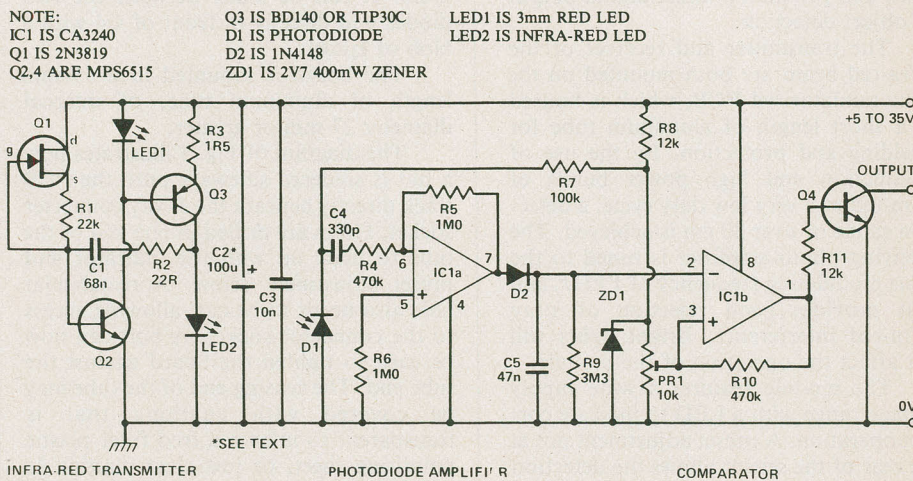 NOTE:
IC1 IS CA3240
Q1 IS 2N3819
Q2,4 ARE MPS6515
Q3 IS BD140 OR TIP30C
D1 IS PHOTODIODE
D2 IS 1N4148
ZD1 IS 2V7 400mW ZENER
LED1 IS 3mm RED LED
LED2 IS INFRA-RED LED
Q1
g
d
s
R1
22k
C1
68n
Q2
LED1
R3
1R5
Q3
R2
22R
LED2
C2*
100u
+
C3
10n
*SEE TEXT
D1
C4
330p
R4
470k
R5
1M0
6
−
5
+
IC1a
7
4
R6
1M0
D2
C5
47n
R9
3M3
R7
100k
R8
12k
ZD1
PR1
10k
2
−
3
+
IC1b
8
1
R10
470k
R11
12k
Q4
+5 TO 35V
OUTPUT
0V
INFRA-RED TRANSMITTER
PHOTODIODE AMPLIFIER
COMPARATOR